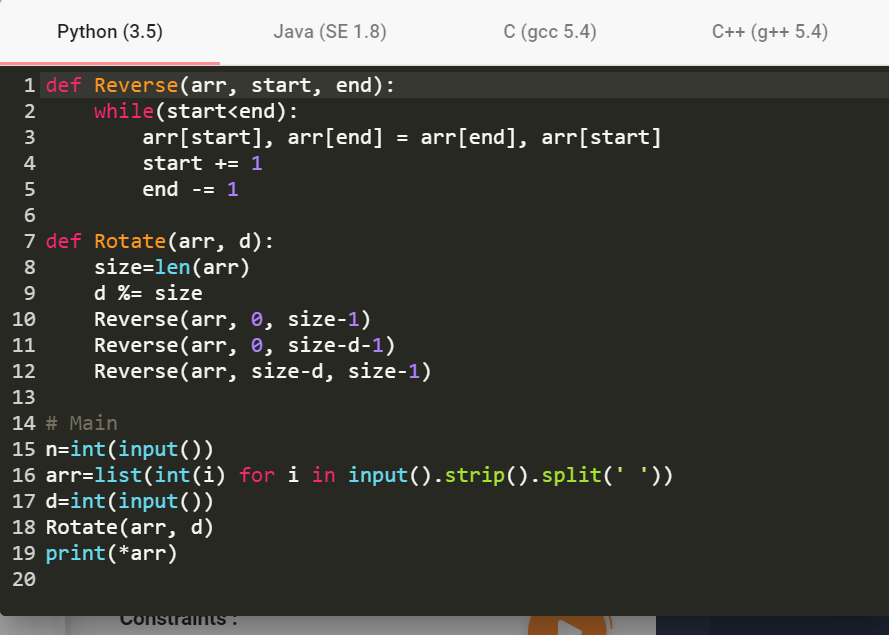 Python (3.5) Java (SE 1.8) C (gcc 5.4) C++ (g++ 5.4)
1 def Reverse(arr, start, end):
2     while(start<end):
3         arr[start], arr[end] = arr[end], arr[start]
4         start += 1
5         end -= 1
6
7 def Rotate(arr, d):
8     size=len(arr)
9     d %= size
10     Reverse(arr, 0, size-1)
11     Reverse(arr, 0, size-d-1)
12     Reverse(arr, size-d, size-1)
13
14 # Main
15 n=int(input())
16 arr=list(int(i) for i in input().strip().split(' '))
17 d=int(input())
18 Rotate(arr, d)
19 print(*arr)
20
Constraints :